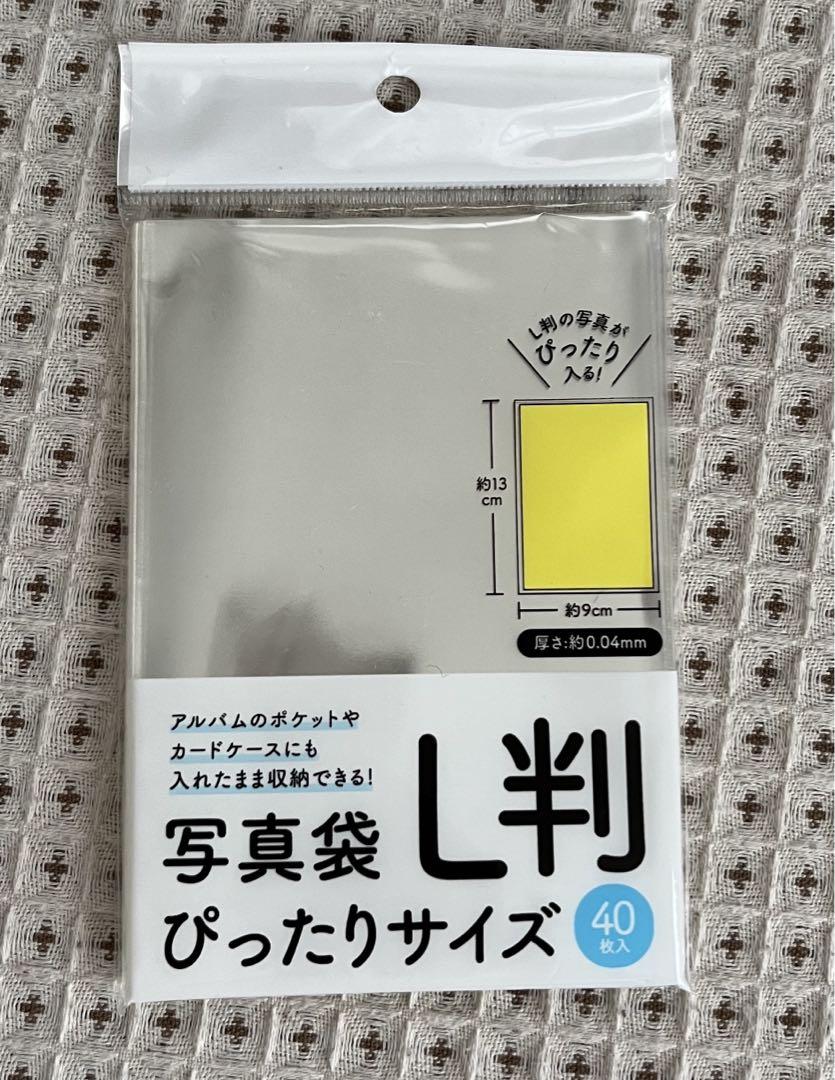 L判の写真が
ぴったり
入る!
約13
cm
約9cm
厚さ:約0.04mm
アルバムのポケットや
カードケースにも
入れたまま収納できる!
L判
写真袋
ぴったりサイズ
40
枚入